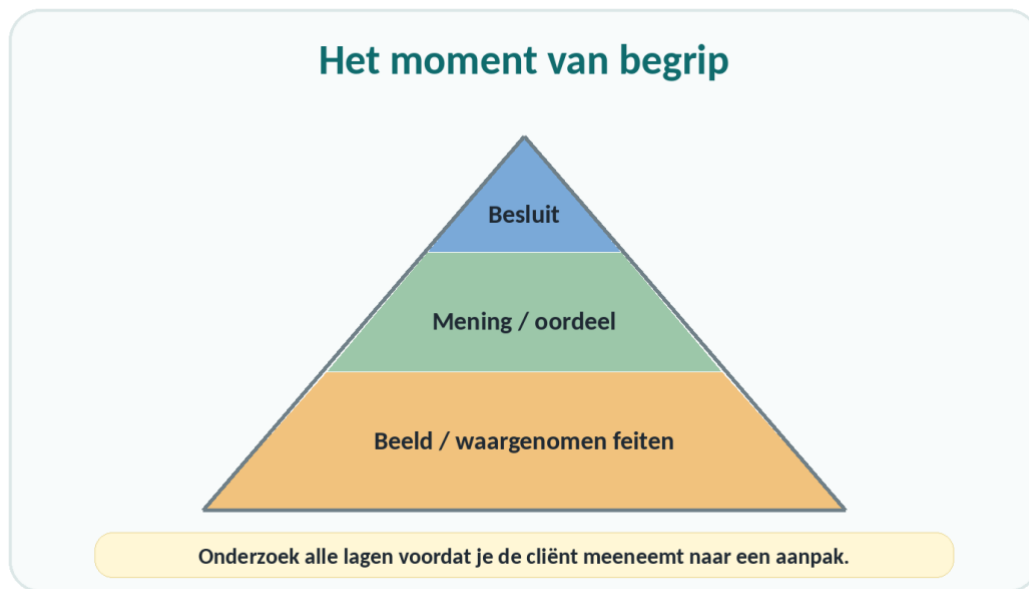 Het moment van begrip
Besluit
Mening / oordeel
Beeld / waargenomen feiten
Onderzoek alle lagen voordat je de cliënt meeneemt naar een aanpak.